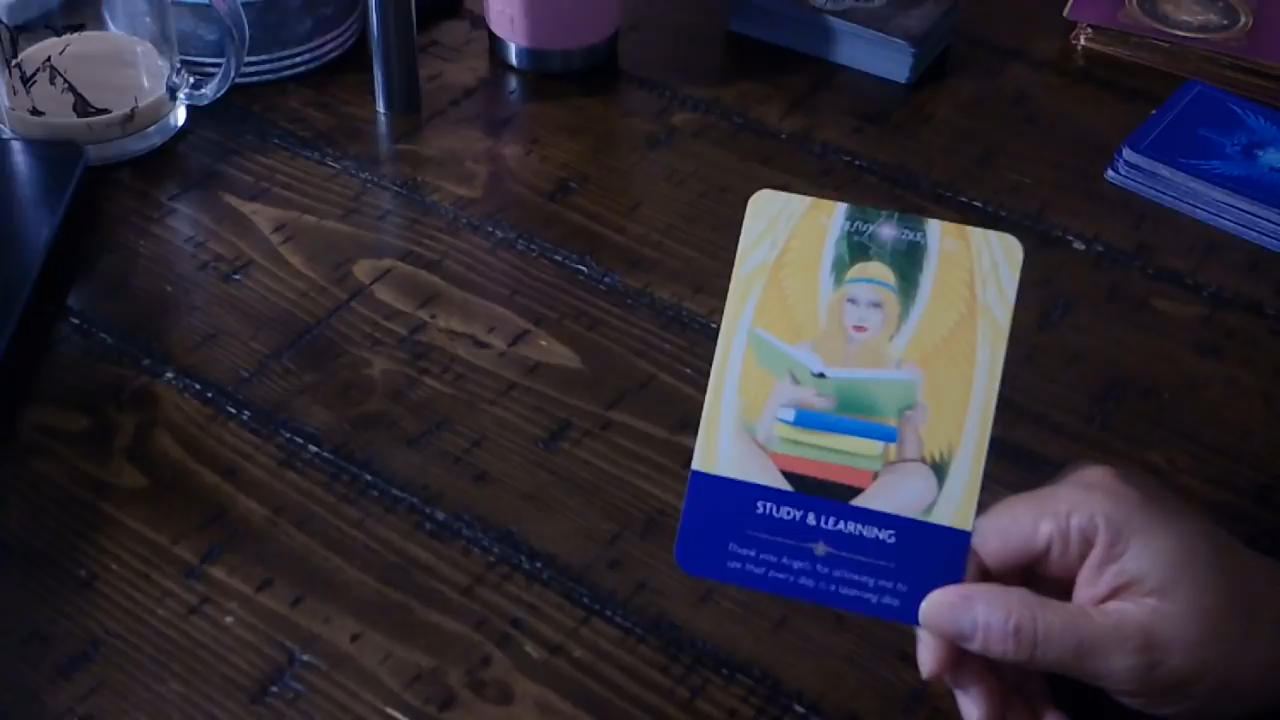 STUDY & LEARNING
Thank you Angels for allowing me to
see that every day is a learning day.